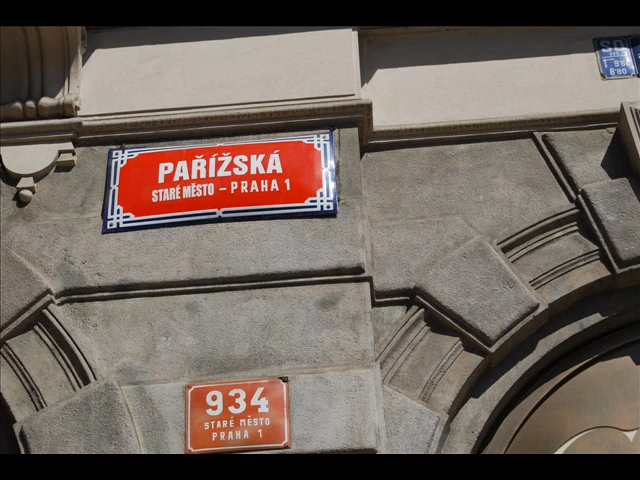 PAŘÍŽSKÁ
STARÉ MĚSTO – PRAHA 1
934
STARÉ MĚSTO
PRAHA 1